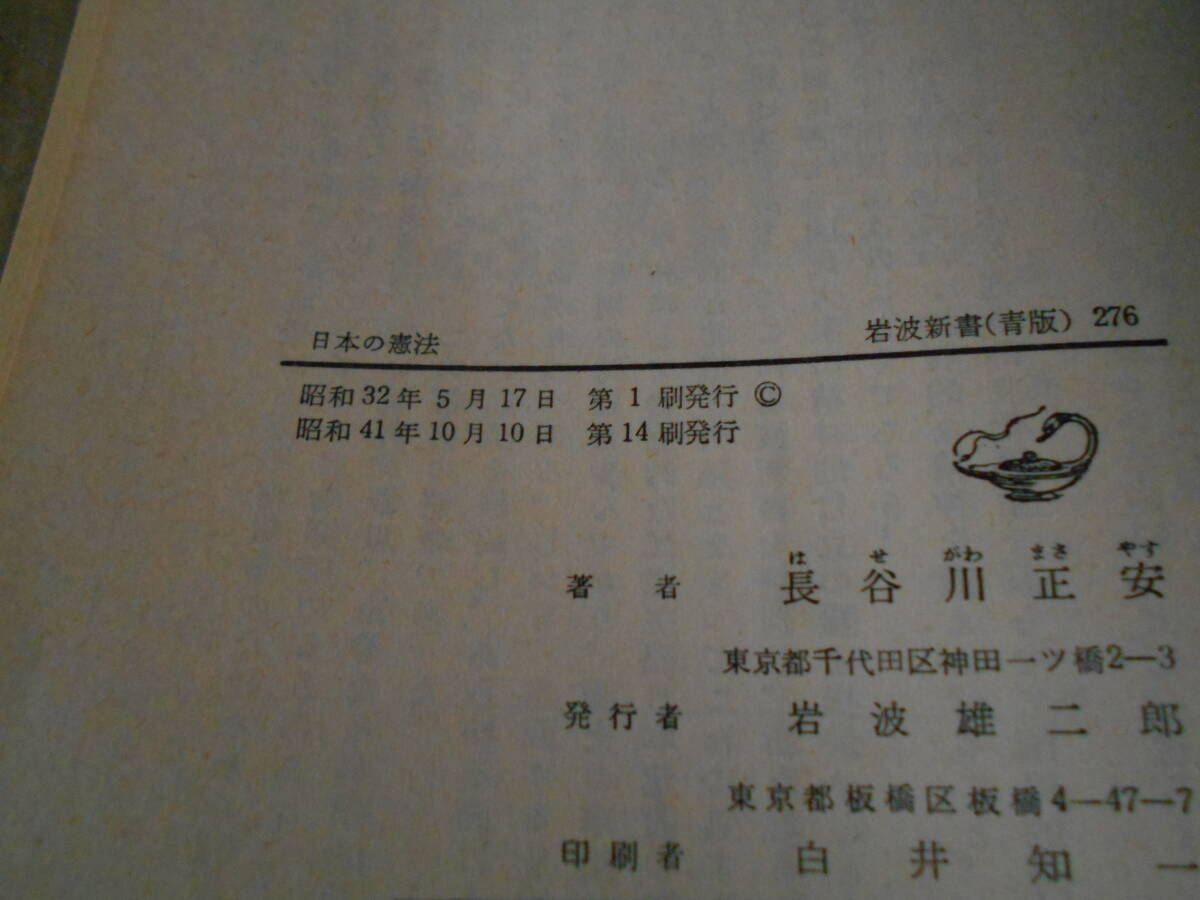 日本の憲法 岩波新書(青版) 276
昭和32年5月17日 第1刷発行 ©
昭和41年10月10日 第14刷発行
は せ がわ まさ やす
著者 長谷川正安
東京都千代田区神田一ツ橋2—3
発行者 岩波雄二郎
東京都板橋区板橋4—47—7
印刷者 白井知一